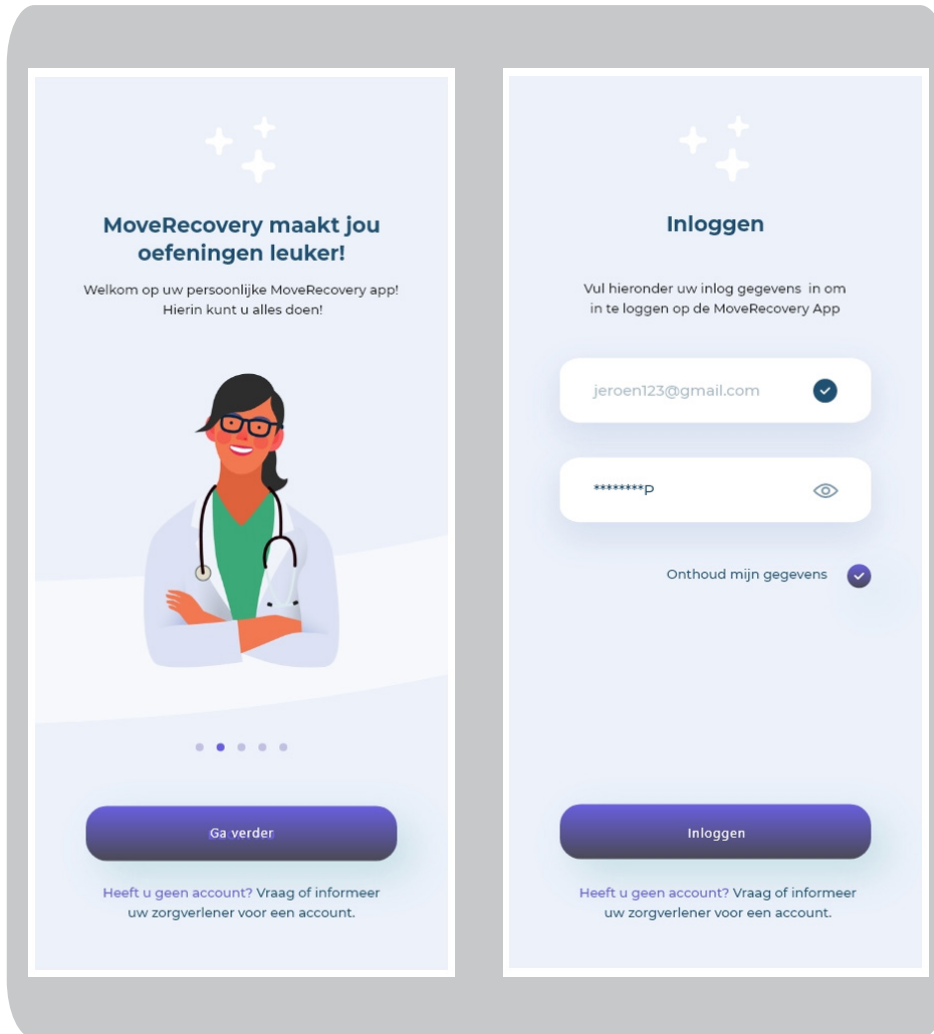 MoveRecovery maakt jou
oefeningen leuker!
Welkom op uw persoonlijke MoveRecovery app!
Hierin kunt u alles doen!
Ga verder
Heeft u geen account? Vraag of informeer
uw zorgverlener voor een account.
Inloggen
Vul hieronder uw inlog gegevens  in om
in te loggen op de MoveRecovery App
jeroen123@gmail.com
********P
Onthoud mijn gegevens
Inloggen
Heeft u geen account? Vraag of informeer
uw zorgverlener voor een account.